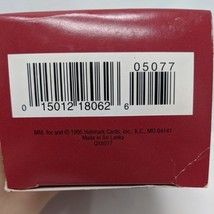 05077
0 15012 18062 6
Mfd. for and © 1995 Hallmark Cards, Inc., K.C., MO 64141
Made in Sri Lanka